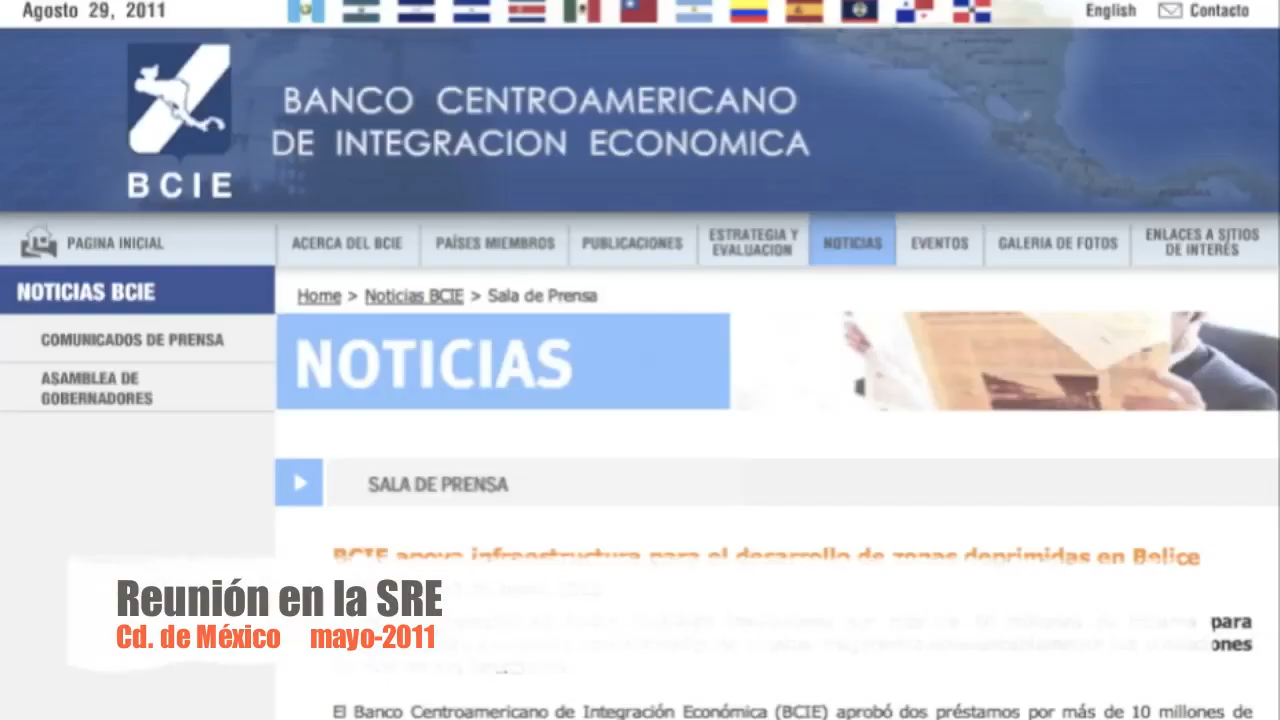 Agosto 29, 2011
English
Contacto
BANCO CENTROAMERICANO
DE INTEGRACION ECONOMICA
BCIE
PAGINA INICIAL
ACERCA DEL BCIE
PAÍSES MIEMBROS
PUBLICACIONES
ESTRATEGIA Y
EVALUACION
NOTICIAS
EVENTOS
GALERIA DE FOTOS
ENLACES A SITIOS
DE INTERÉS
NOTICIAS BCIE
Home > Noticias BCIE > Sala de Prensa
COMUNICADOS DE PRENSA
ASAMBLEA DE
GOBERNADORES
NOTICIAS
SALA DE PRENSA
BCIE apoya infraestructura para el desarrollo de zonas deprimidas en Belice
Reunión en la SRE
Cd. de México mayo-2011
para
ones
El Banco Centroamericano de Integración Económica (BCIE) aprobó dos préstamos por más de 10 millones de